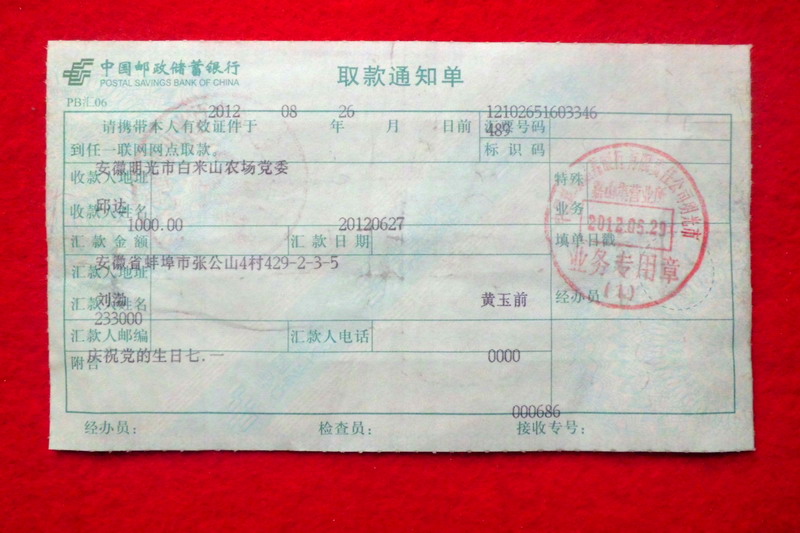 中国邮政储蓄银行
POSTAL SAVINGS BANK OF CHINA
取款通知单
PB汇06
2012 08 26 12102651603346
请携带本人有效证件于 年 月 日前 汇票号码
489
到任一联网网点取款。 标识码
安徽明光市白米山农场党委
收款人地址 特殊
邱达
收款人姓名 业务
1000.00 20120627
汇款金额 汇款日期 填单日戳
2012.06.29
业务专用章
(1)
安徽省蚌埠市张公山4村429-2-3-5
汇款人地址
刘渤 黄玉前
汇款人姓名 经办员
233000
汇款人邮编 汇款人电话
庆祝党的生日七.一 0000
附言
000686
经办员: 检查员: 接收专号: